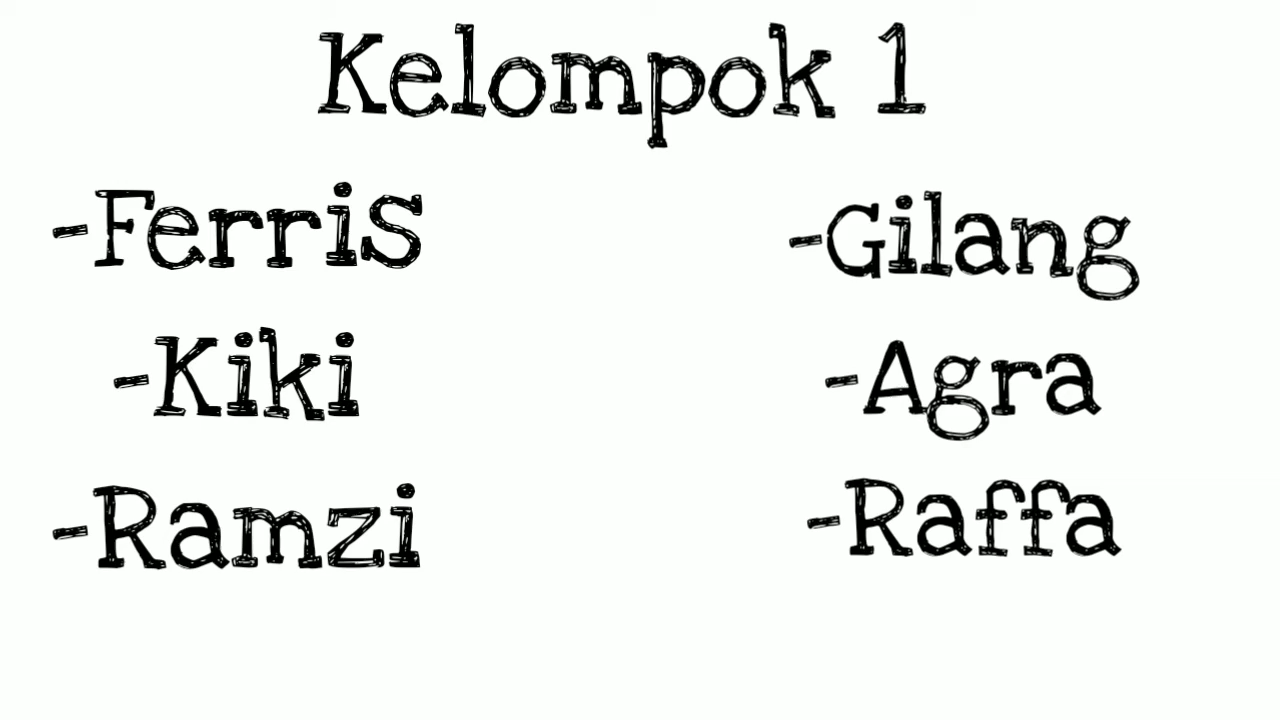 Kelompok 1
-Ferris
-Kiki
-Ramzi
-Gilang
-Agra
-Raffa